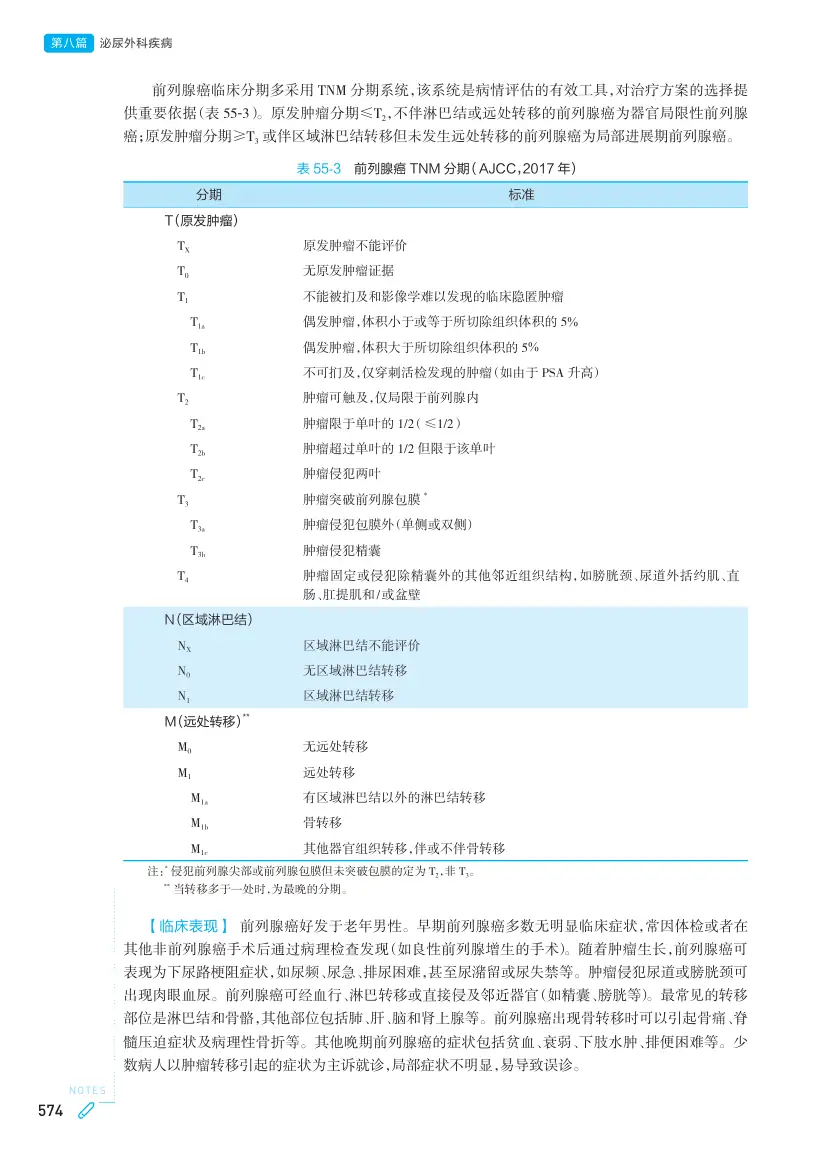 第八篇 泌尿外科疾病
前列腺癌临床分期多采用 TNM 分期系统,该系统是病情评估的有效工具,对治疗方案的选择提
供重要依据(表 55-3)。原发肿瘤分期≤T2,不伴淋巴结或远处转移的前列腺癌为器官局限性前列腺
癌;原发肿瘤分期≥T3 或伴区域淋巴结转移但未发生远处转移的前列腺癌为局部进展期前列腺癌。
表 55-3 前列腺癌 TNM 分期(AJCC,2017 年)
分期 标准
T(原发肿瘤)
TX 原发肿瘤不能评价
T0 无原发肿瘤证据
T1 不能被扪及和影像学难以发现的临床隐匿肿瘤
T1a 偶发肿瘤,体积小于或等于所切除组织体积的 5%
T1b 偶发肿瘤,体积大于所切除组织体积的 5%
T1c 不可扪及,仅穿刺活检发现的肿瘤(如由于 PSA 升高)
T2 肿瘤可触及,仅局限于前列腺内
T2a 肿瘤限于单叶的 1/2(≤1/2)
T2b 肿瘤超过单叶的 1/2 但限于该单叶
T2c 肿瘤侵犯两叶
T3 肿瘤突破前列腺包膜*
T3a 肿瘤侵犯包膜外(单侧或双侧)
T3b 肿瘤侵犯精囊
T4 肿瘤固定或侵犯除精囊外的其他邻近组织结构,如膀胱颈、尿道外括约肌、直
肠、肛提肌和/或盆壁
N(区域淋巴结)
NX 区域淋巴结不能评价
N0 无区域淋巴结转移
N1 区域淋巴结转移
M(远处转移)**
M0 无远处转移
M1 远处转移
M1a 有区域淋巴结以外的淋巴结转移
M1b 骨转移
M1c 其他器官组织转移,伴或不伴骨转移
注:* 侵犯前列腺尖部或前列腺包膜但未突破包膜的定为 T2,非 T3。
** 当转移多于一处时,为最晚的分期。
【临床表现】 前列腺癌好发于老年男性。早期前列腺癌多数无明显临床症状,常因体检或者在
其他非前列腺癌手术后通过病理检查发现(如良性前列腺增生的手术)。随着肿瘤生长,前列腺癌可
表现为下尿路梗阻症状,如尿频、尿急、排尿困难,甚至尿潴留或尿失禁等。肿瘤侵犯尿道或膀胱颈可
出现肉眼血尿。前列腺癌可经血行、淋巴转移或直接侵及邻近器官(如精囊、膀胱等)。最常见的转移
部位是淋巴结和骨骼,其他部位包括肺、肝、脑和肾上腺等。前列腺癌出现骨转移时可以引起骨痛、脊
髓压迫症状及病理性骨折等。其他晚期前列腺癌的症状包括贫血、衰弱、下肢水肿、排便困难等。少
数病人以肿瘤转移引起的症状为主诉就诊,局部症状不明显,易导致误诊。
NOTES
574